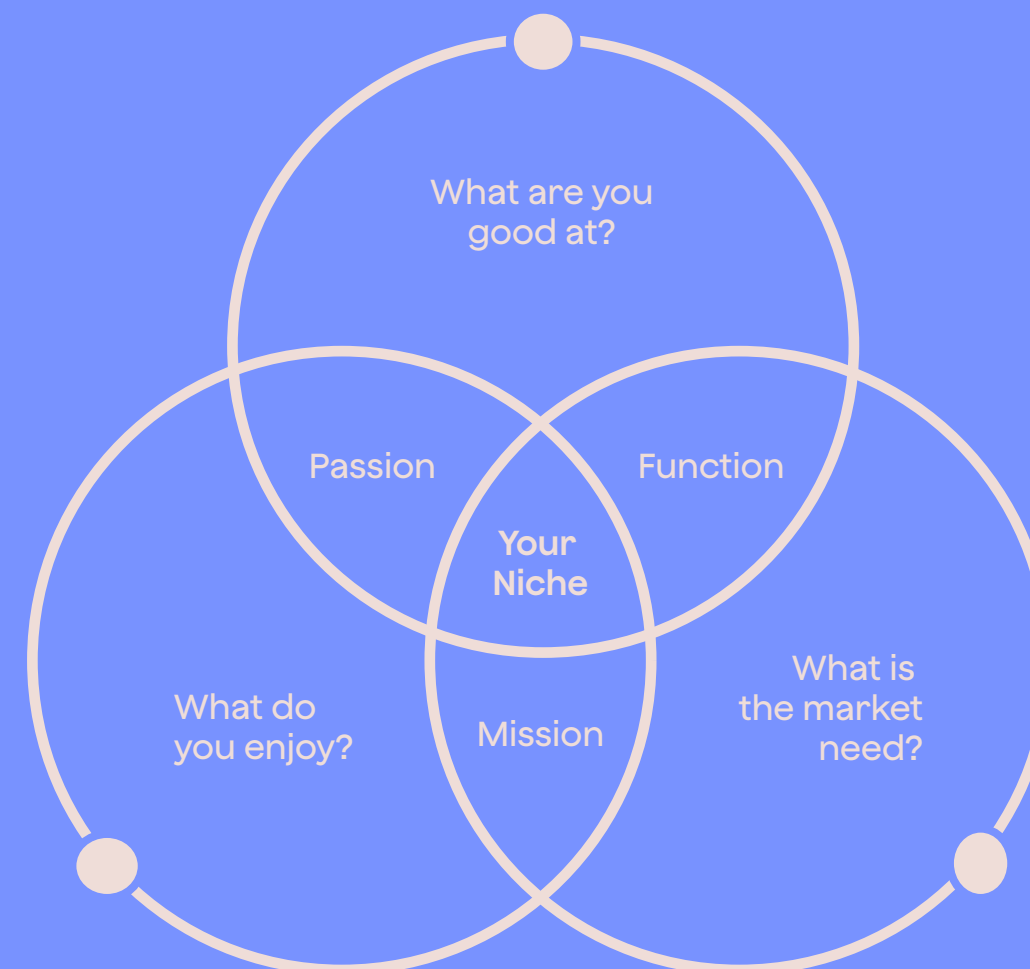 What are you
good at?
Passion
Function
Your
Niche
What do
you enjoy?
Mission
What is
the market
need?